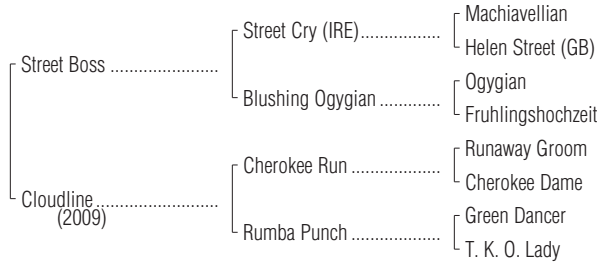 Machiavellian
Street Cry (IRE)..................
Helen Street (GB)
Street Boss ........................
Ogygian
Blushing Ogygian .............
Fruhlingshochzeit
Runaway Groom
Cherokee Run ...................
Cherokee Dame
Cloudline...........................
(2009)
Green Dancer
Rumba Punch ....................
T. K. O. Lady